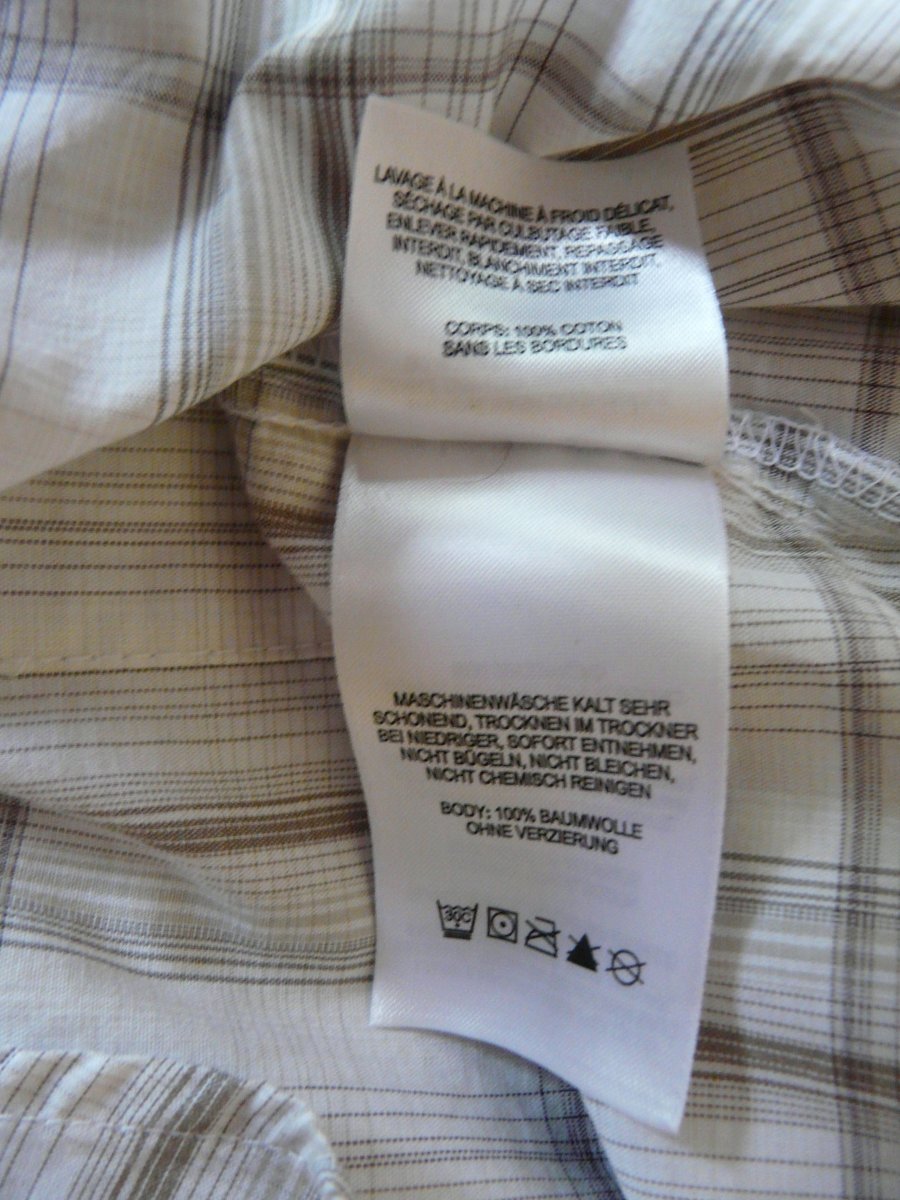 LAVAGE À LA MACHINE À FROID DÉLICAT,
SÉCHAGE PAR CULBUTAGE FAIBLE,
ENLEVER RAPIDEMENT, REPASSAGE
INTERDIT, BLANCHIMENT INTERDIT,
NETTOYAGE À SEC INTERDIT
CORPS: 100% COTON
SANS LES BORDURES
MASCHINENWÄSCHE KALT SEHR
SCHONEND, TROCKNEN IM TROCKNER
BEI NIEDRIGER, SOFORT ENTNEHMEN,
NICHT BÜGELN, NICHT BLEICHEN,
NICHT CHEMISCH REINIGEN
BODY: 100% BAUMWOLLE
OHNE VERZIERUNG
30C